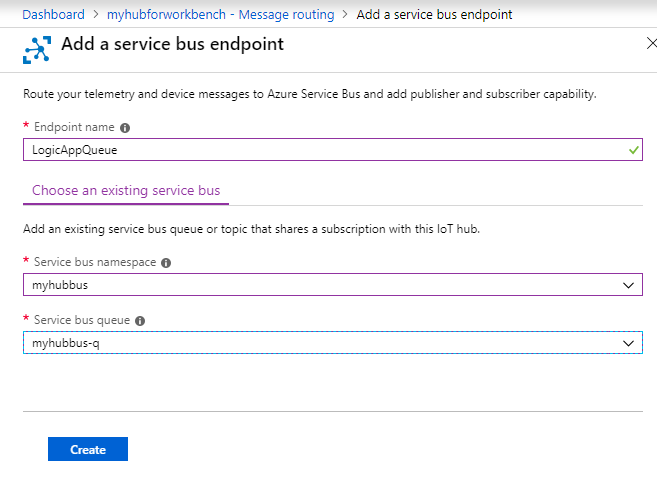 Dashboard > myhubforworkbench - Message routing > Add a service bus endpoint
Add a service bus endpoint
Route your telemetry and device messages to Azure Service Bus and add publisher and subscriber capability.
* Endpoint name
LogicAppQueue
Choose an existing service bus
Add an existing service bus queue or topic that shares a subscription with this IoT hub.
* Service bus namespace
myhubbus
* Service bus queue
myhubbus-q
Create